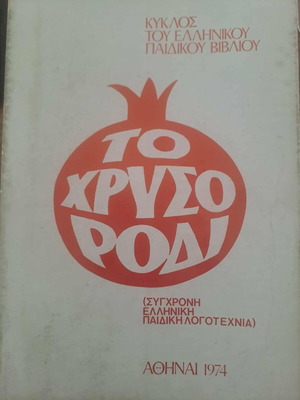 ΚΥΚΛΟΣ
ΤΟΥ ΕΛΛΗΝΙΚΟΥ
ΠΑΙΔΙΚΟΥ ΒΙΒΛΙΟΥ
ΤΟ
ΧΡΥΣΟ
ΡΟΔΙ
(ΣΥΓΧΡΟΝΗ
ΕΛΛΗΝΙΚΗ
ΠΑΙΔΙΚΗ ΛΟΓΟΤΕΧΝΙΑ)
ΑΘΗΝΑΙ 1974